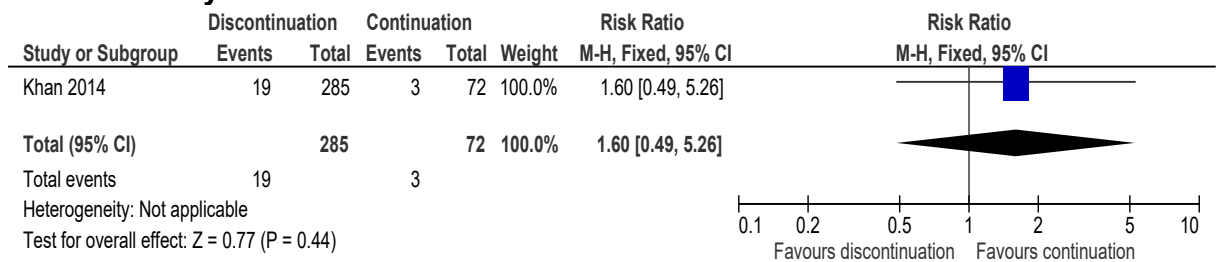 Discontinuation Continuation Risk Ratio Risk Ratio
Study or Subgroup Events Total Events Total Weight M-H, Fixed, 95% CI M-H, Fixed, 95% CI
Khan 2014 19 285 3 72 100.0% 1.60 [0.49, 5.26]
Total (95% CI) 285 72 100.0% 1.60 [0.49, 5.26]
Total events 19 3
Heterogeneity: Not applicable
Test for overall effect: Z = 0.77 (P = 0.44)
0.1 0.2 0.5 1 2 5 10
Favours discontinuation Favours continuation